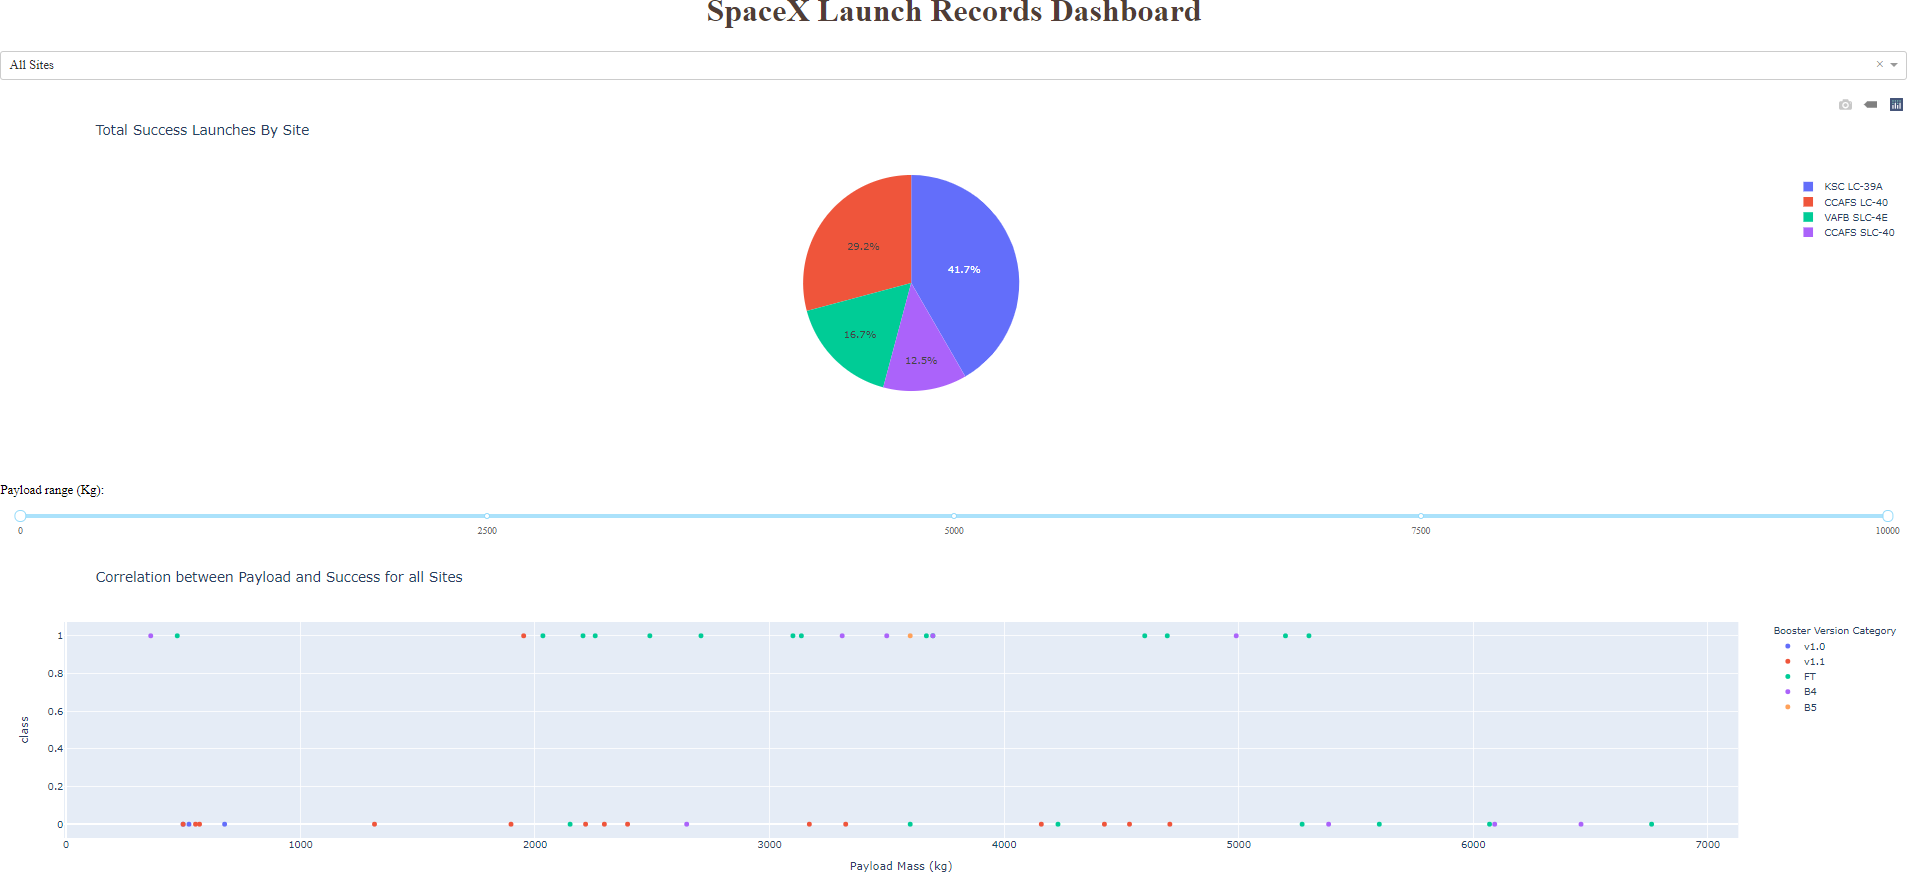 SpaceX Launch Records Dashboard
All Sites
×
Total Success Launches By Site
KSC LC-39A
CCAFS LC-40
VAFB SLC-4E
CCAFS SLC-40
29.2%
41.7%
16.7%
12.5%
Payload range (Kg):
0 2500 5000 7500 10000
Correlation between Payload and Success for all Sites
Booster Version Category
v1.0
v1.1
FT
B4
B5
class
1
0.8
0.6
0.4
0.2
0
0 1000 2000 3000 4000 5000 6000 7000
Payload Mass (kg)